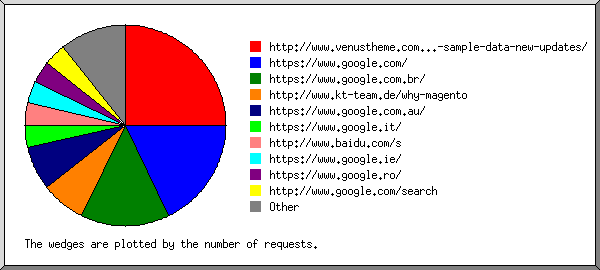 http://www.venustheme.com...-sample-data-new-updates/
https://www.google.com/
https://www.google.com.br/
http://www.kt-team.de/why-magento
https://www.google.com.au/
https://www.google.it/
http://www.baidu.com/s
https://www.google.ie/
https://www.google.ro/
http://www.google.com/search
Other
The wedges are plotted by the number of requests.